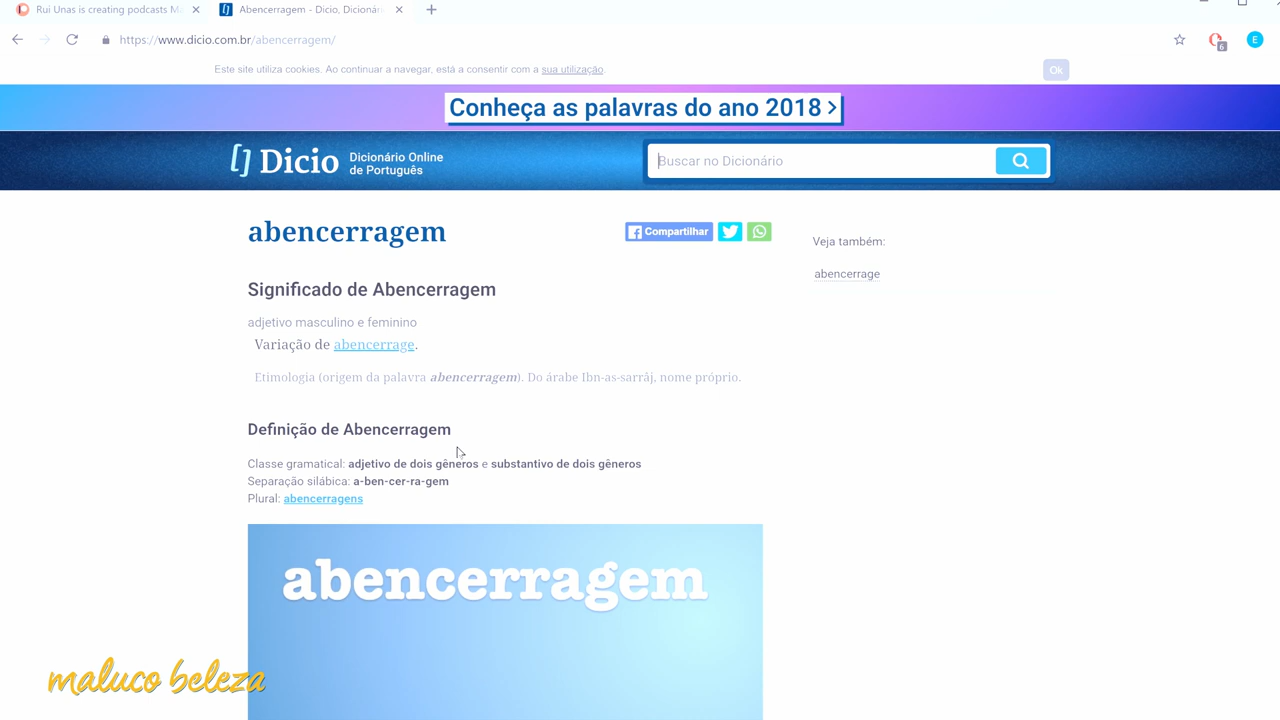 Rui Unas is creating podcasts Ma
Abencerragem - Dicio, Dicionári
https://www.dicio.com.br/abencerragem/
6
E
Este site utiliza cookies. Ao continuar a navegar, está a consentir com a sua utilização.
Ok
Conheça as palavras do ano 2018 >
Dicio Dicionário Online
de Português
Buscar no Dicionário
abencerragem
Compartilhar
Veja também:
abencerrage
Significado de Abencerragem
adjetivo masculino e feminino
Variação de abencerrage.
Etimologia (origem da palavra abencerragem). Do árabe Ibn-as-sarrâj, nome próprio.
Definição de Abencerragem
Classe gramatical: adjetivo de dois gêneros e substantivo de dois gêneros
Separação silábica: a-ben-cer-ra-gem
Plural: abencerragens
abencerragem
maluco beleza